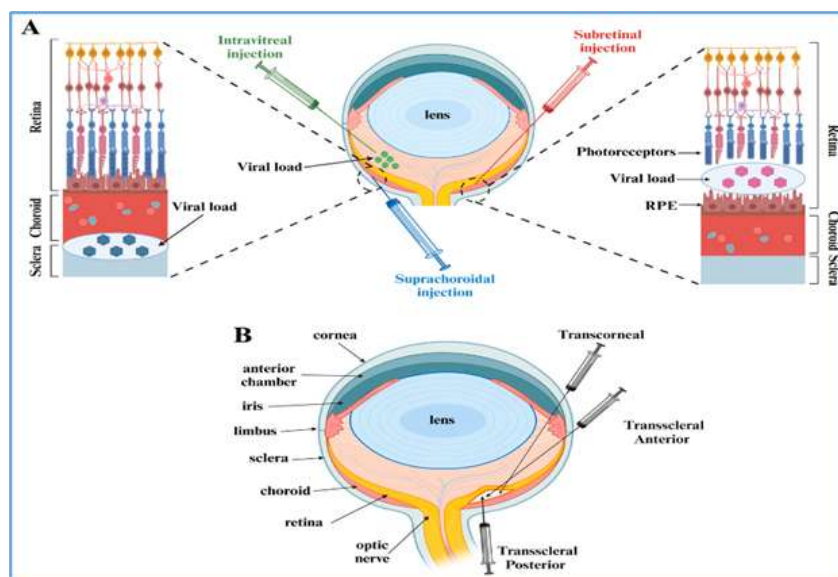 A
Intravitreal
injection
Subretinal
injection
lens
Viral load
Suprachoroidal
injection
Retina
Choroid
Sclera
Viral load
Photoreceptors
Viral load
RPE
Retina
Choroid
Sclera
B
cornea
anterior
chamber
iris
limbus
sclera
choroid
retina
optic
nerve
lens
Transcorneal
Transscleral
Anterior
Transscleral
Posterior